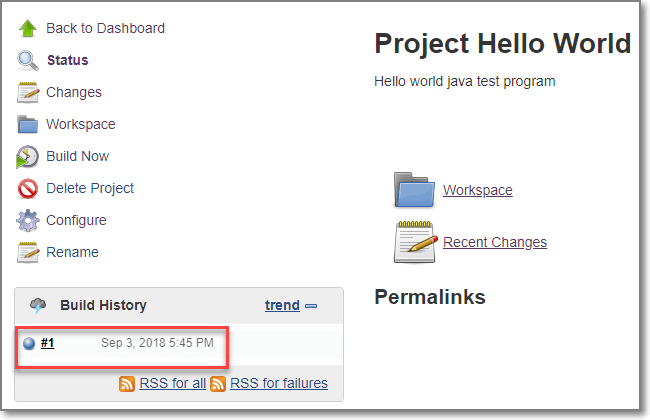 Back to Dashboard
Status
Changes
Workspace
Build Now
Delete Project
Configure
Rename
Build History trend
#1 Sep 3, 2018 5:45 PM
RSS for all RSS for failures
Project Hello World
Hello world java test program
Workspace
Recent Changes
Permalinks